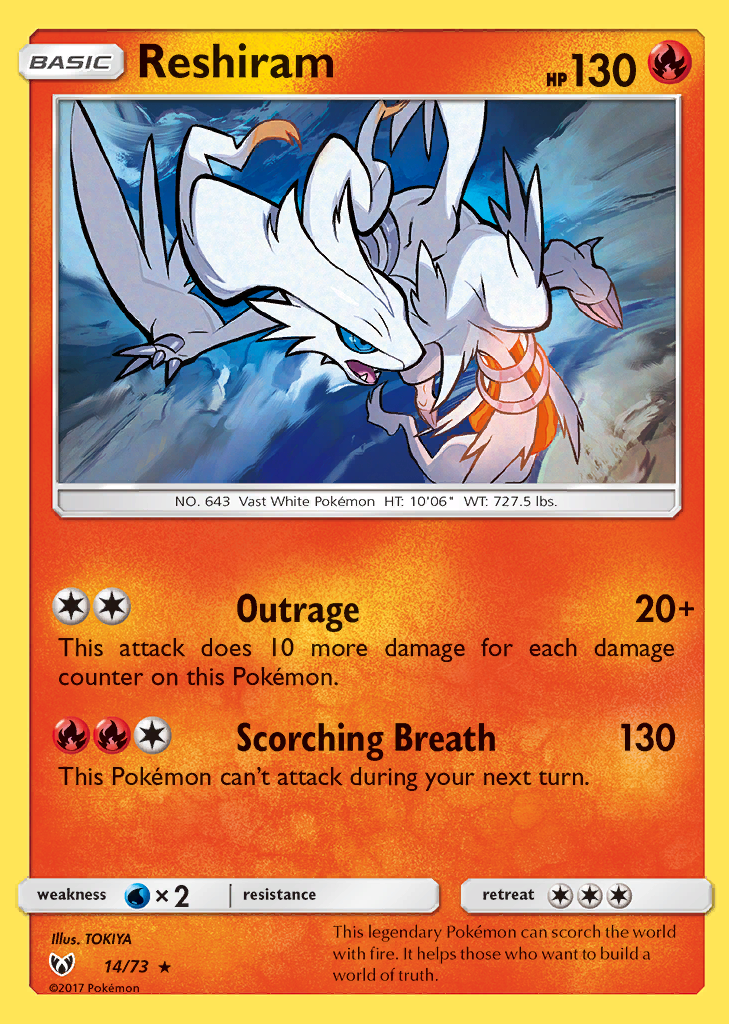 BASIC Reshiram HP 130
NO. 643 Vast White Pokémon HT: 10'06" WT: 727.5 lbs.
Outrage 20+
This attack does 10 more damage for each damage
counter on this Pokémon.
Scorching Breath 130
This Pokémon can't attack during your next turn.
weakness × 2 resistance retreat
Illus. TOKIYA
14/73
©2017 Pokémon
This legendary Pokémon can scorch the world
with fire. It helps those who want to build a
world of truth.